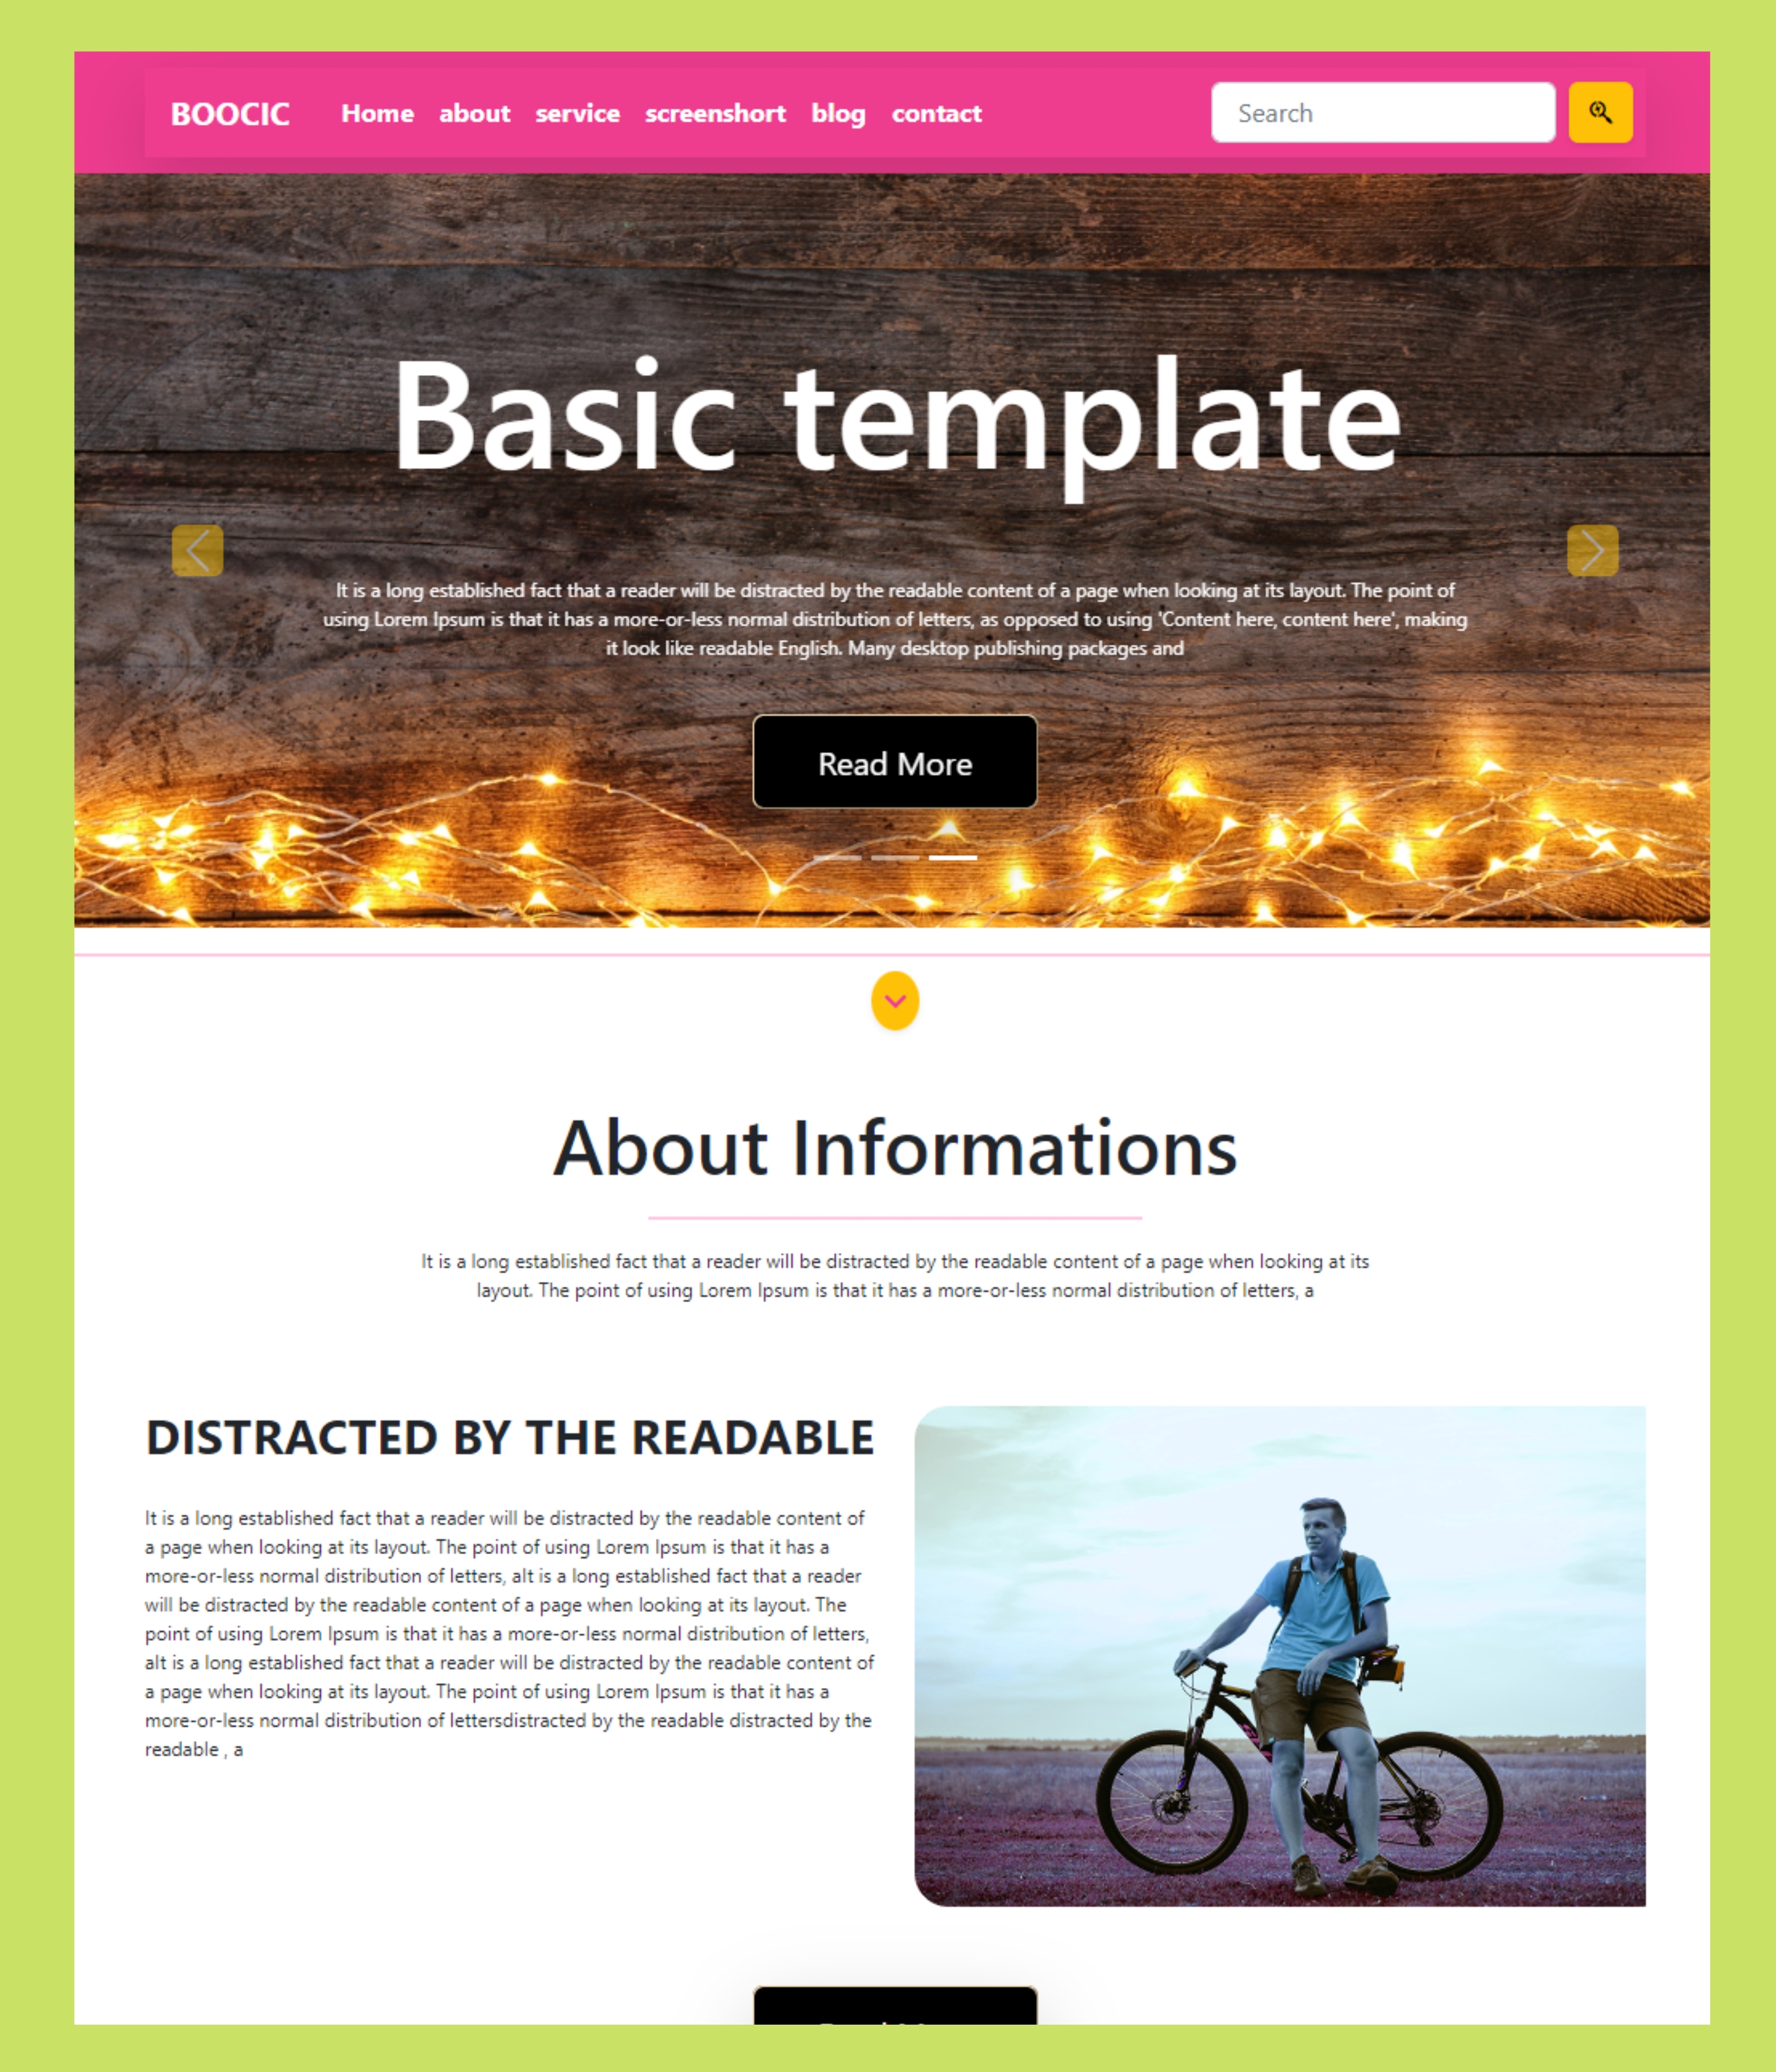 BOOCIC Home about service screenshort blog contact Search
Basic template
It is a long established fact that a reader will be distracted by the readable content of a page when looking at its layout. The point of
using Lorem Ipsum is that it has a more-or-less normal distribution of letters, as opposed to using 'Content here, content here', making
it look like readable English. Many desktop publishing packages and
Read More
About Informations
It is a long established fact that a reader will be distracted by the readable content of a page when looking at its
layout. The point of using Lorem Ipsum is that it has a more-or-less normal distribution of letters, a
DISTRACTED BY THE READABLE
It is a long established fact that a reader will be distracted by the readable content of
a page when looking at its layout. The point of using Lorem Ipsum is that it has a
more-or-less normal distribution of letters, alt is a long established fact that a reader
will be distracted by the readable content of a page when looking at its layout. The
point of using Lorem Ipsum is that it has a more-or-less normal distribution of letters,
alt is a long established fact that a reader will be distracted by the readable content of
a page when looking at its layout. The point of using Lorem Ipsum is that it has a
more-or-less normal distribution of lettersdistracted by the readable distracted by the
readable , a